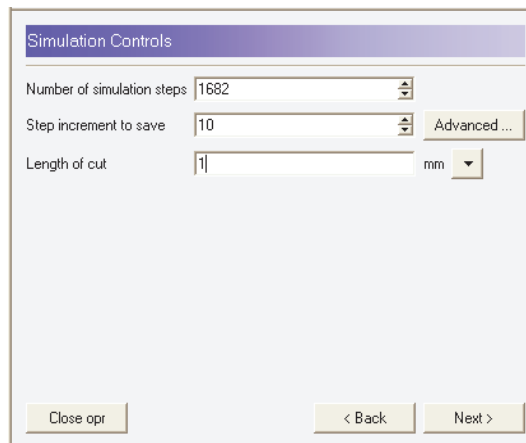 Simulation Controls
Number of simulation steps 1682
Step increment to save 10 Advanced ...
Length of cut 1 mm
Close opr < Back Next >